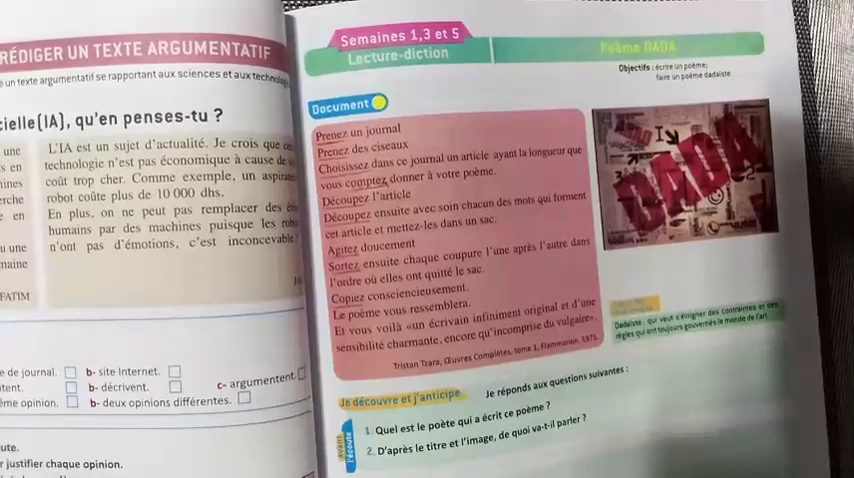 RÉDIGER UN TEXTE ARGUMENTATIF
un texte argumentatif se rapportant aux sciences et aux
(IA), qu'en penses-tu ?
une
en
L'IA est un sujet d'actualité. Je crois que
technologie n'est pas économique à cause de
coût trop cher. Comme exemple, un
robot coûte plus de 10 000 dhs.
En plus, on ne peut pas remplacer des
humains par des machines puisque les
n'ont pas d'émotions, c'est inconcevable
FATIM
de journal.
b- site Internet.
b- décrivent.
c- argumentent.
opinion.
b- deux opinions différentes.
justifier chaque opinion.
Semaines 1,3 et 5
Lecture-diction
Poème DADA
Objectifs : écrire un poème;
faire un poème dadaïste
Document
Prenez un journal
Prenez des ciseaux
Choisissez dans ce journal un article ayant la longueur que
vous comptez donner à votre poème.
Découpez l'article
Découpez ensuite avec soin chacun des mots qui forment
cet article et mettez-les dans un sac.
Agitez doucement
Sortez ensuite chaque coupure l'une après l'autre dans
l'ordre où elles ont quitté le sac.
Copiez consciencieusement.
Le poème vous ressemblera.
Et vous voilà «un écrivain infiniment original et d'une
sensibilité charmante, encore qu'incomprise du vulgaire».
Tristan Tzara, Œuvres Complètes, tome 1, Flammarion, 1975.
DADA
Dadaïste : qui veut s'éloigner des contraintes et des
règles qui ont toujours gouvernés le monde de l'art.
Je découvre et j'anticipe
Je réponds aux questions suivantes :
avant l'écoute
1. Quel est le poète qui a écrit ce poème ?
2. D'après le titre et l'image, de quoi va-t-il parler ?